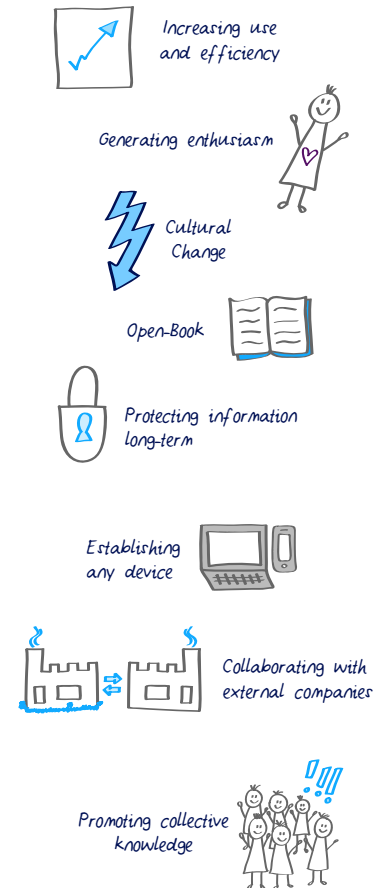 Increasing use
and efficiency
Generating enthusiasm
Cultural
Change
Open-Book
Protecting information
long-term
Establishing
any device
Collaborating with
external companies
Promoting collective
knowledge
!!!